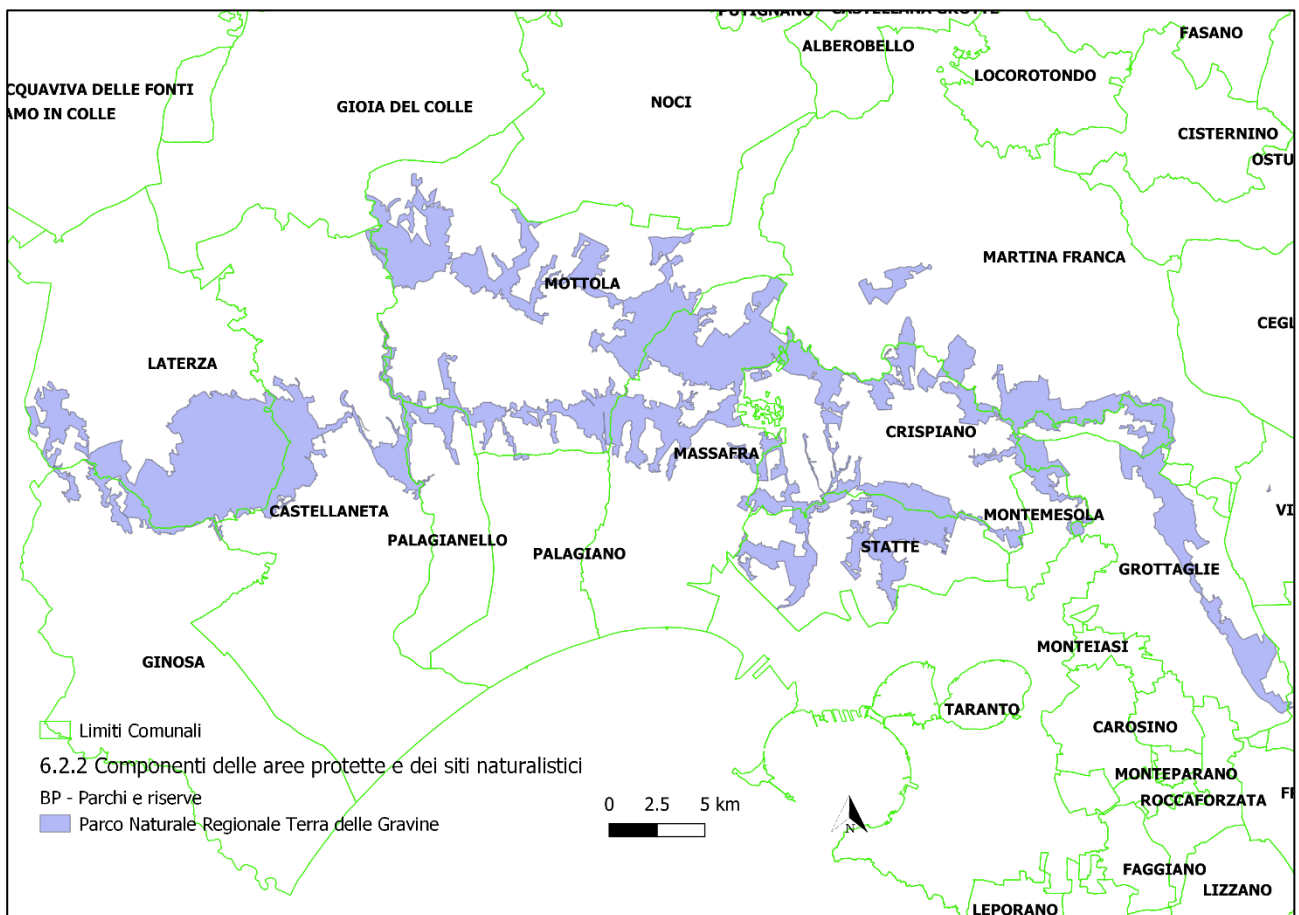 PUTIGNANO
CASTELLANA GROTTE
FASANO
ALBEROBELLO
LOCOROTONDO
CQUAVIVA DELLE FONTI
AMO IN COLLE
GIOIA DEL COLLE
NOCI
CISTERNINO
OSTU
MARTINA FRANCA
MOTTOLA
CEGL
LATERZA
CRISPIANO
MASSAFRA
CASTELLANETA
MONTEMESOLA
VI
PALAGIANELLO
PALAGIANO
STATTE
GROTTAGLIE
MONTEIASI
GINOSA
TARANTO
CAROSINO
Limiti Comunali
6.2.2 Componenti delle aree protette e dei siti naturalistici
MONTEPARANO
BP - Parchi e riserve
ROCCAFORZATA
FR
Parco Naturale Regionale Terra delle Gravine
0 2.5 5 km
N
FAGGIANO
LIZZANO
LEPORANO